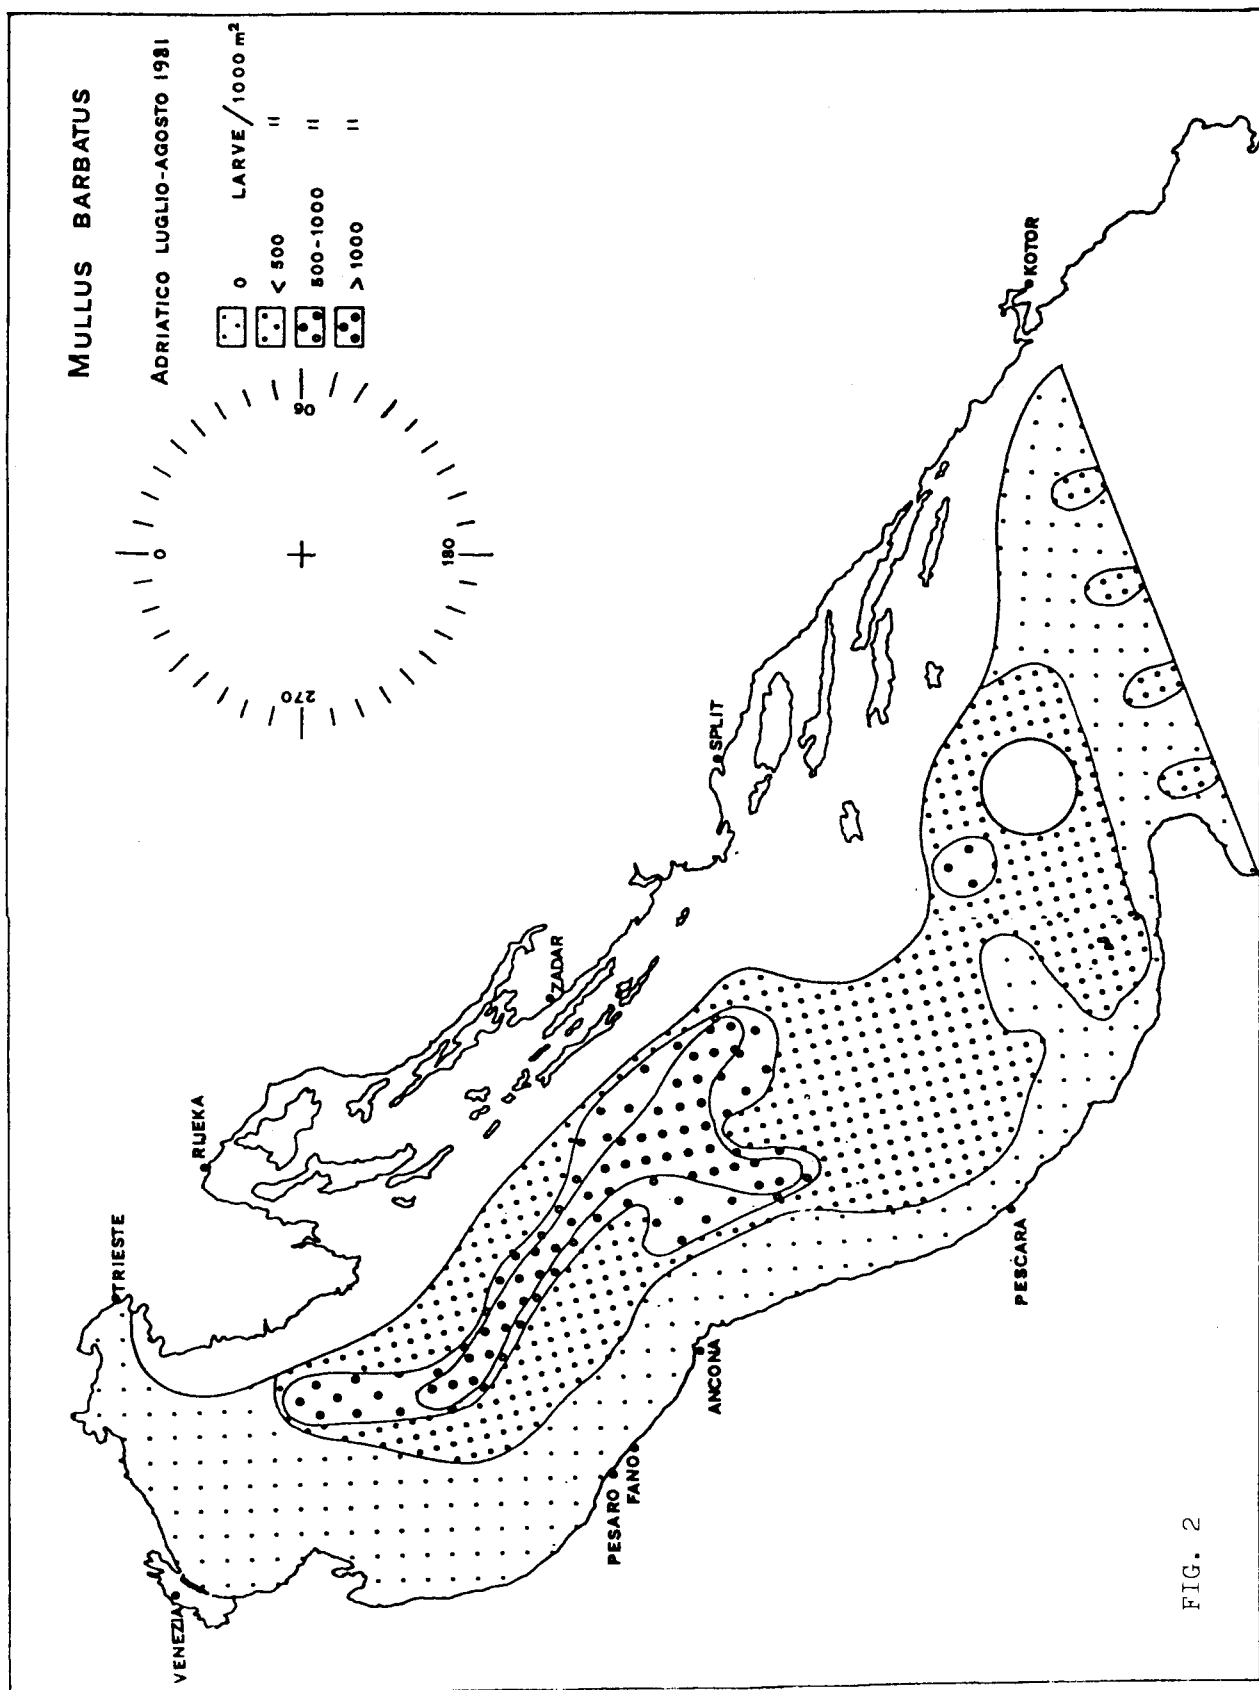 MULLUS BARBATUS
ADRIATICO LUGLIO-AGOSTO 1981
0 LARVE/1000 m²
< 500 =
500-1000 =
> 1000 =
0
90
180
270
TRIESTE
RIJEKA
VENEZIA
ZADAR
PESARO
FANO
ANCONA
SPLIT
PESCARA
KOTOR
FIG. 2